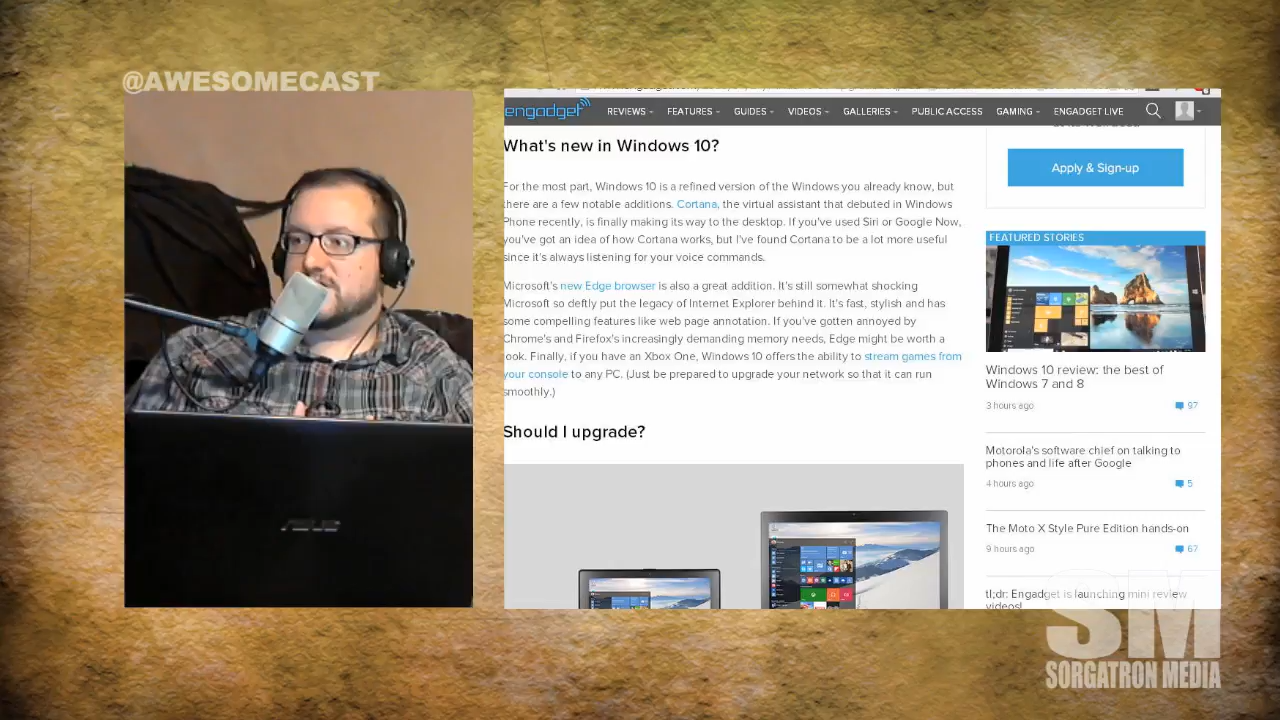 @AWESOMECAST
engadget
REVIEWS
FEATURES
GUIDES
VIDEOS
GALLERIES
PUBLIC ACCESS
GAMING
ENGADGET LIVE
What's new in Windows 10?
For the most part, Windows 10 is a refined version of the Windows you already know, but
there are a few notable additions. Cortana, the virtual assistant that debuted in Windows
Phone recently, is finally making its way to the desktop. If you've used Siri or Google Now,
you've got an idea of how Cortana works, but I've found Cortana to be a lot more useful
since it's always listening for your voice commands.
Microsoft's new Edge browser is also a great addition. It's still somewhat shocking
Microsoft so deftly put the legacy of Internet Explorer behind it. It's fast, stylish and has
some compelling features like web page annotation. If you've gotten annoyed by
Chrome's and Firefox's increasingly demanding memory needs, Edge might be worth a
ook. Finally, if you have an Xbox One, Windows 10 offers the ability to stream games from
your console to any PC. (Just be prepared to upgrade your network so that it can run
smoothly.)
Should I upgrade?
Apply & Sign-up
FEATURED STORIES
Windows 10 review: the best of
Windows 7 and 8
3 hours ago
97
Motorola's software chief on talking to
phones and life after Google
4 hours ago
5
The Moto X Style Pure Edition hands-on
9 hours ago
67
tl;dr: Engadget is launching mini review
videos!
ASUS
SM
SORGATRON MEDIA